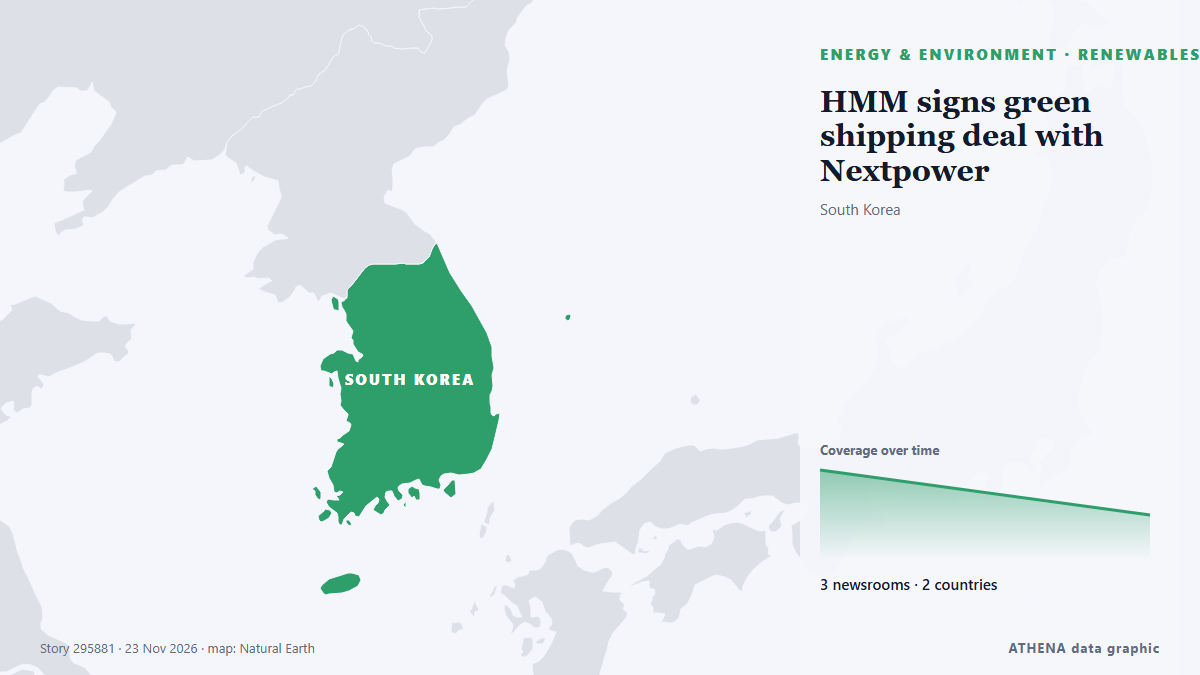 ENERGY & ENVIRONMENT · RENEWABLES
HMM signs green
shipping deal with
Nextpower
South Korea
SOUTH KOREA
Coverage over time
3 newsrooms · 2 countries
Story 295881 · 23 Nov 2026 · map: Natural Earth
ATHENA data graphic